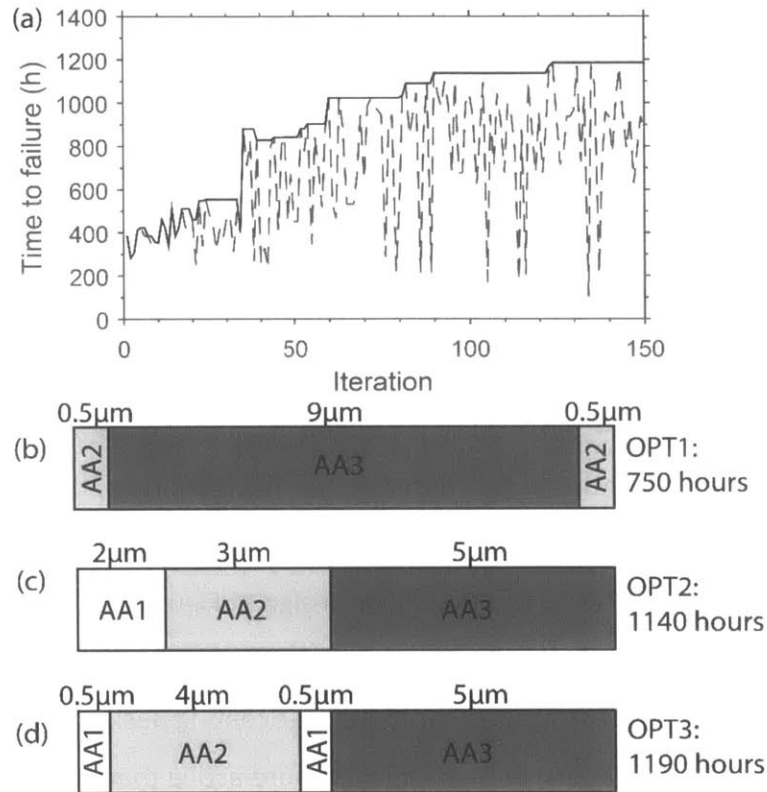 (a)
1400
1200
1000
800
600
400
200
0
Time to failure (h)
0 50 100 150
Iteration
(b)
0.5μm 9μm 0.5μm
AA2 AA3 AA2
OPT1:
750 hours
(c)
2μm 3μm 5μm
AA1 AA2 AA3
OPT2:
1140 hours
(d)
0.5μm 4μm 0.5μm 5μm
AA1 AA2 AA1 AA3
OPT3:
1190 hours